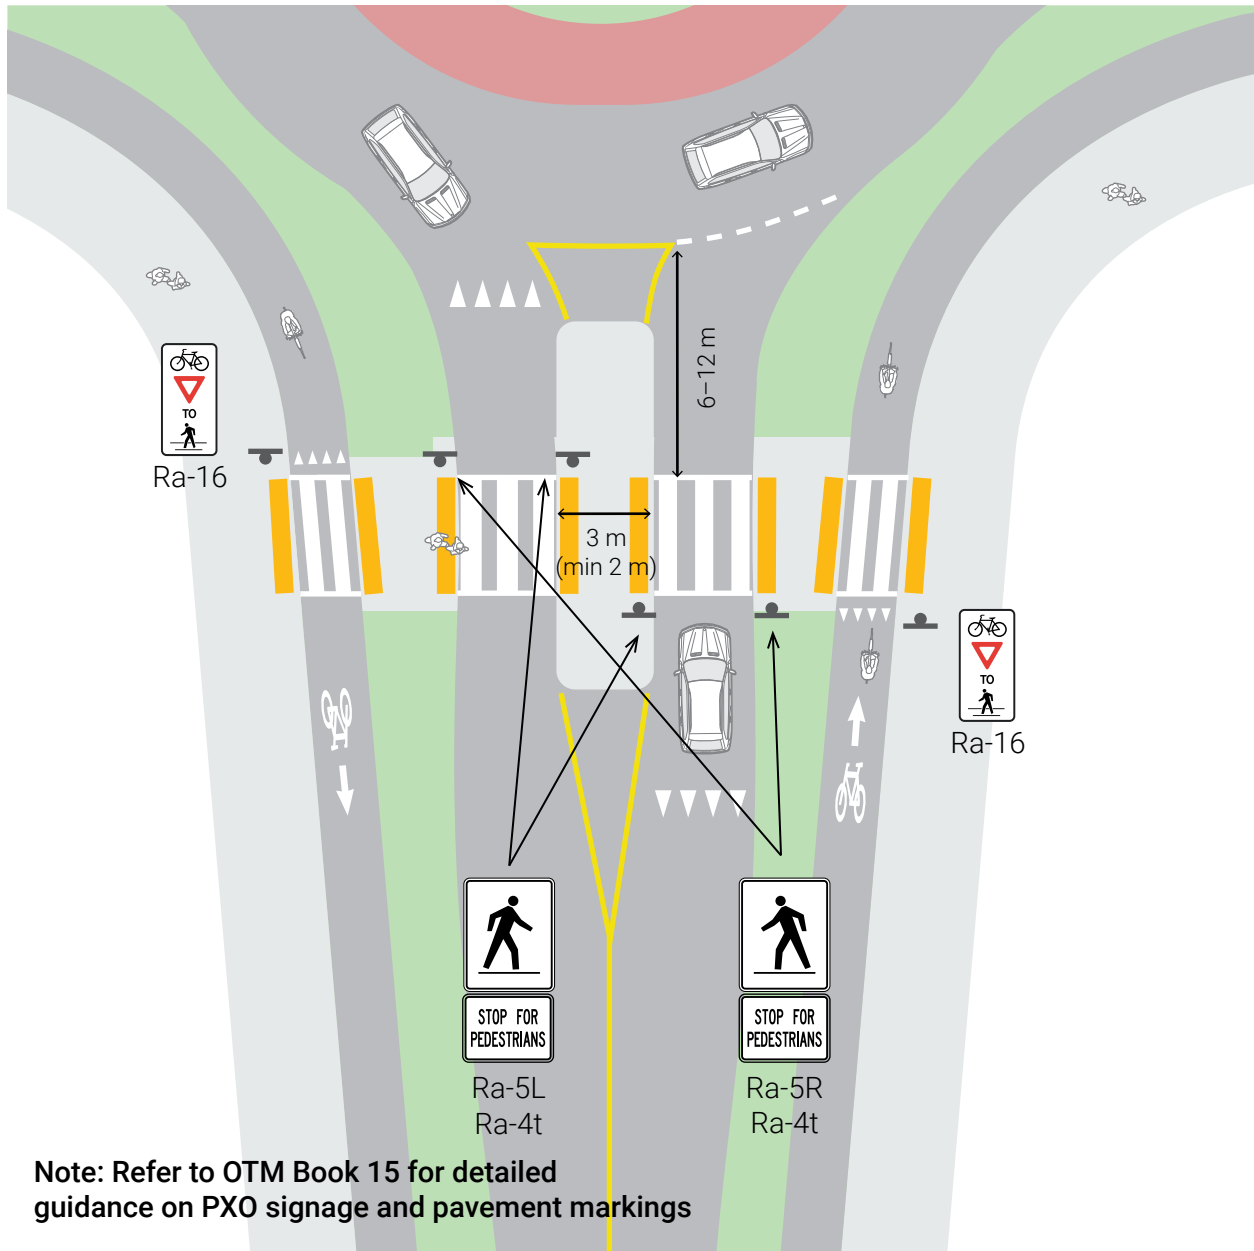 6–12 m
TO
Ra-16
3 m
(min 2 m)
TO
Ra-16
STOP FOR
PEDESTRIANS
Ra-5L
Ra-4t
STOP FOR
PEDESTRIANS
Ra-5R
Ra-4t
Note: Refer to OTM Book 15 for detailed
guidance on PXO signage and pavement markings